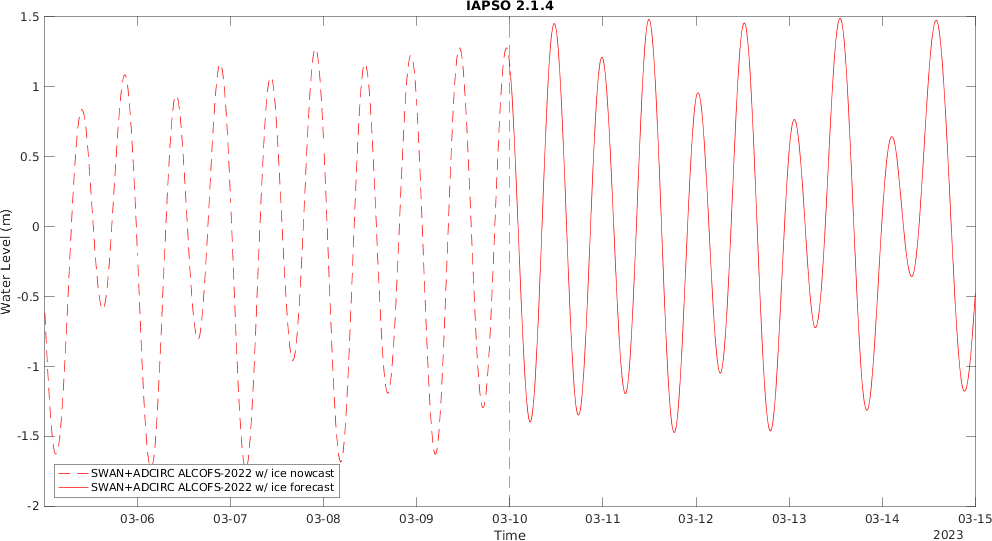 IAPSO 2.1.4
1.5
1
0.5
0
-0.5
-1
-1.5
-2
Water Level (m)
SWAN+ADCIRC ALCOFS-2022 w/ ice nowcast
SWAN+ADCIRC ALCOFS-2022 w/ ice forecast
03-06 03-07 03-08 03-09 03-10 03-11 03-12 03-13 03-14 03-15
Time
2023